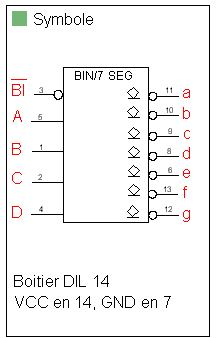 Symbole
BIN/7 SEG
BI 3 11 a
A 5 10 b
9 c
B 1 8 d
C 2 6 e
13 f
D 4 12 g
Boitier DIL 14
VCC en 14, GND en 7